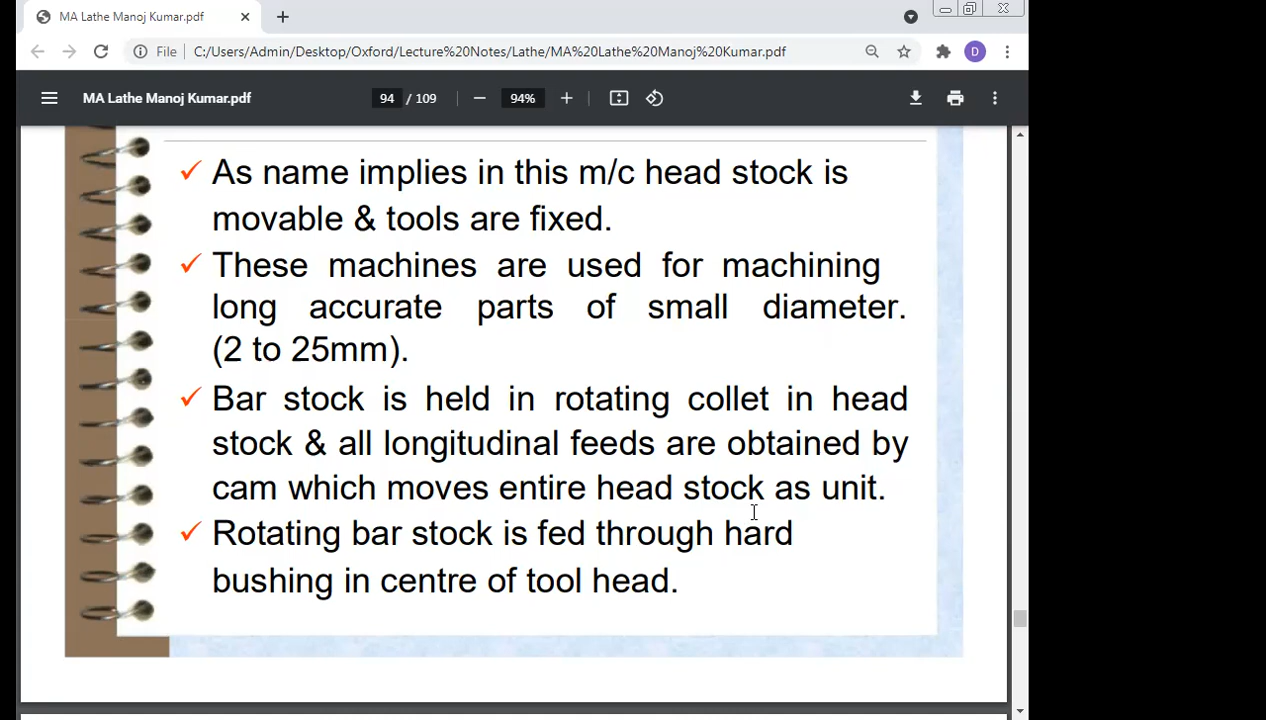 MA Lathe Manoj Kumar.pdf
File C:/Users/Admin/Desktop/Oxford/Lecture%20Notes/Lathe/MA%20Lathe%20Manoj%20Kumar.pdf
D
MA Lathe Manoj Kumar.pdf 94 / 109 94%
As name implies in this m/c head stock is
movable & tools are fixed.
These machines are used for machining
long accurate parts of small diameter.
(2 to 25mm).
Bar stock is held in rotating collet in head
stock & all longitudinal feeds are obtained by
cam which moves entire head stock as unit.
Rotating bar stock is fed through hard
bushing in centre of tool head.